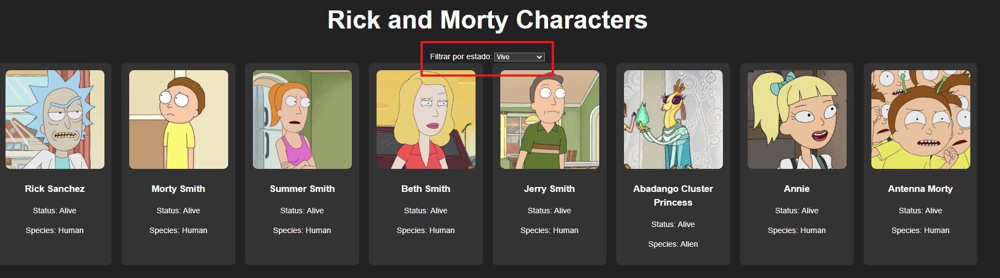 Rick and Morty Characters
Filtrar por estado: Vivo
Rick Sanchez
Status: Alive
Species: Human
Morty Smith
Status: Alive
Species: Human
Summer Smith
Status: Alive
Species: Human
Beth Smith
Status: Alive
Species: Human
Jerry Smith
Status: Alive
Species: Human
Abadango Cluster
Princess
Status: Alive
Species: Alien
Annie
Status: Alive
Species: Human
Antenna Morty
Status: Alive
Species: Human